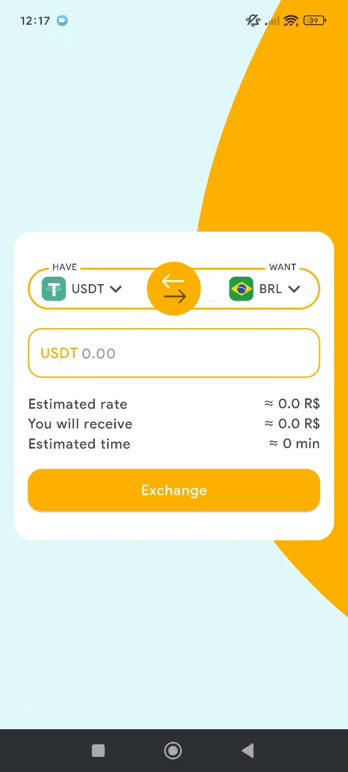 12:17
39
HAVE WANT
USDT BRL
USDT 0.00
Estimated rate ≈ 0.0 R$
You will receive ≈ 0.0 R$
Estimated time ≈ 0 min
Exchange